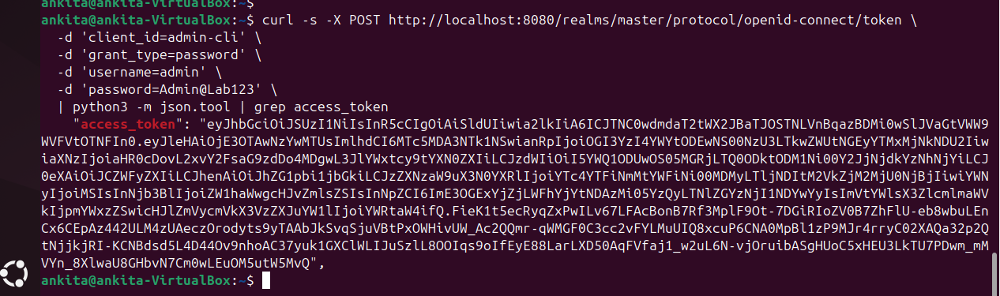 ankita@ankita-VirtualBox:~$
ankita@ankita-VirtualBox:~$ curl -s -X POST http://localhost:8080/realms/master/protocol/openid-connect/token \
  -d 'client_id=admin-cli' \
  -d 'grant_type=password' \
  -d 'username=admin' \
  -d 'password=Admin@Lab123' \
  | python3 -m json.tool | grep access_token
    "access_token": "eyJhbGciOiJSUzI1NiIsInR5cCIgOiAiSldUIiwia2lkIiA6ICJTNC0wdmdaT2tWX2JBaTJOSTNLVnBqazBDMi0wSlJVaGtVWW9
WVFVtOTNFIn0.eyJleHAiOjE3OTAwNzYwMTUsImlhdCI6MTc5MDA3NTk1NSwianRpIjoiOGI3YzI4YWYtODEwNS00NzU3LTkwZWUtNGEyYTMxMjNkNDU2Iiw
iaXNzIjoiaHR0cDovL2xvY2FsaG9zdDo4MDgwL3JlYWxtcy9tYXN0ZXIiLCJzdWIiOiI5YWQ1ODUwOS05MGRjLTQ0ODktODM1Ni00Y2JjNjdkYzNhNjYiLCJ
0eXAiOiJCZWFyZXIiLCJhenAiOiJhZG1pbi1jbGkiLCJzZXNzaW9uX3N0YXRlIjoiYTc4YTFiNmMtYWFiNi00MDMyLTljNDItM2VkZjM2MjU0NjBjIiwiYWN
yIjoiMSIsInNjb3BlIjoiZW1haWwgcHJvZmlsZSIsInNpZCI6ImE3OGExYjZjLWFhYjYtNDAzMi05YzQyLTNlZGYzNjI1NDYwYyIsImVtYWlsX3ZlcmlmaWV
kIjpmYWxzZSwicHJlZmVycmVkX3VzZXJuYW1lIjoiYWRtaW4ifQ.FieK1t5ecRyqZxPwILv67LFAcBonB7Rf3MplF9Ot-7DGiRIoZV0B7ZhFlU-eb8wbuLEn
Cx6CEpAz442ULM4zUAeczOrodyts9yTAAbJkSvqSjuVBtPxOWHivUW_Ac2QQmr-qWMGF0C3cc2vFYLMuUIQ8xcuP6CNA0MpBl1zP9MJr4rryC02XAQa32p2Q
tNjjkjRI-KCNBdsd5L4D44Ov9nhoAC37yuk1GXClWLIJuSzlL8OOIqs9oIfEyE88LarLXD50AqFVfaj1_w2uL6N-vjOruibASgHUoC5xHEU3LkTU7PDwm_mM
VYn_8XlwaU8GHbvN7Cm0wLEuOM5utW5MvQ",
ankita@ankita-VirtualBox:~$